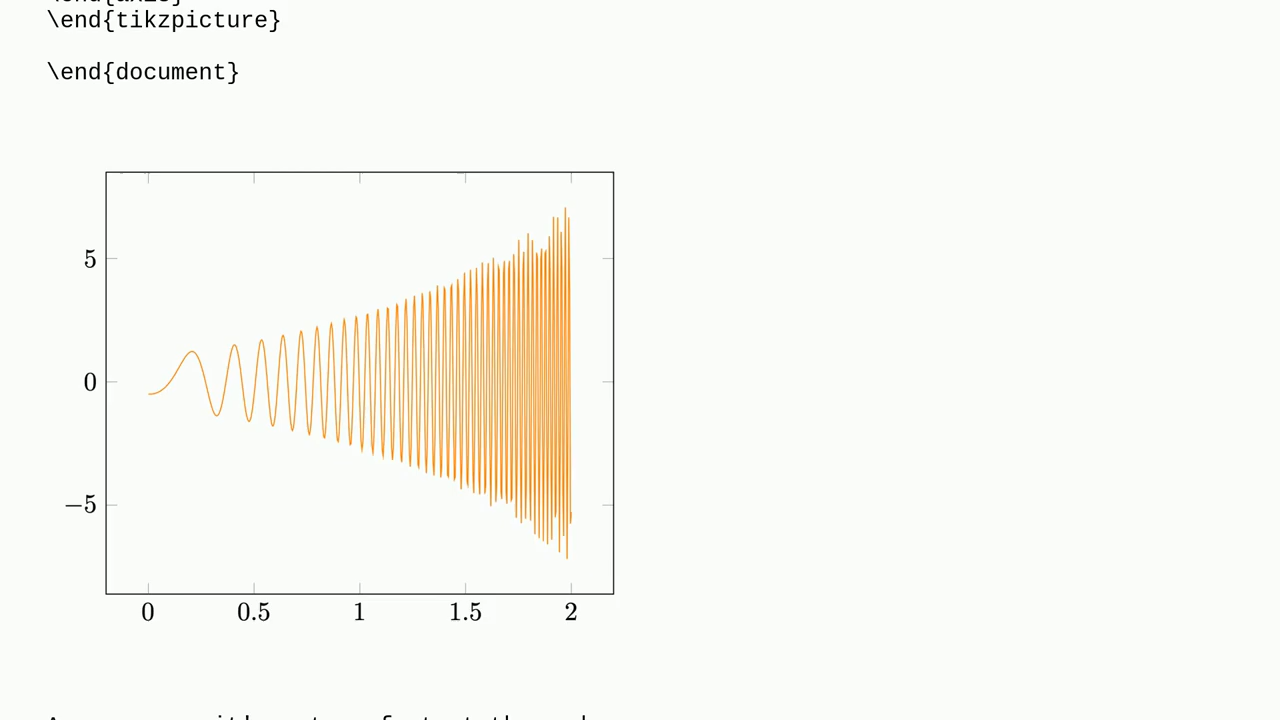 \end{tikzpicture}
\end{document}
5
0
−5
0 0.5 1 1.5 2